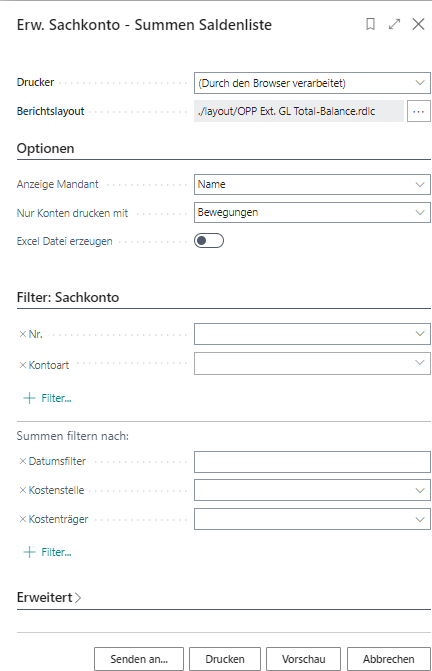 Erw. Sachkonto - Summen Saldenliste
Drucker (Durch den Browser verarbeitet)
Berichtslayout ./layout/OPP Ext. GL Total-Balance.rdlc ...
Optionen
Anzeige Mandant Name
Nur Konten drucken mit Bewegungen
Excel Datei erzeugen
Filter: Sachkonto
Nr.
Kontoart
Filter...
Summen filtern nach:
Datumsfilter
Kostenstelle
Kostenträger
Filter...
Erweitert
Senden an... Drucken Vorschau Abbrechen